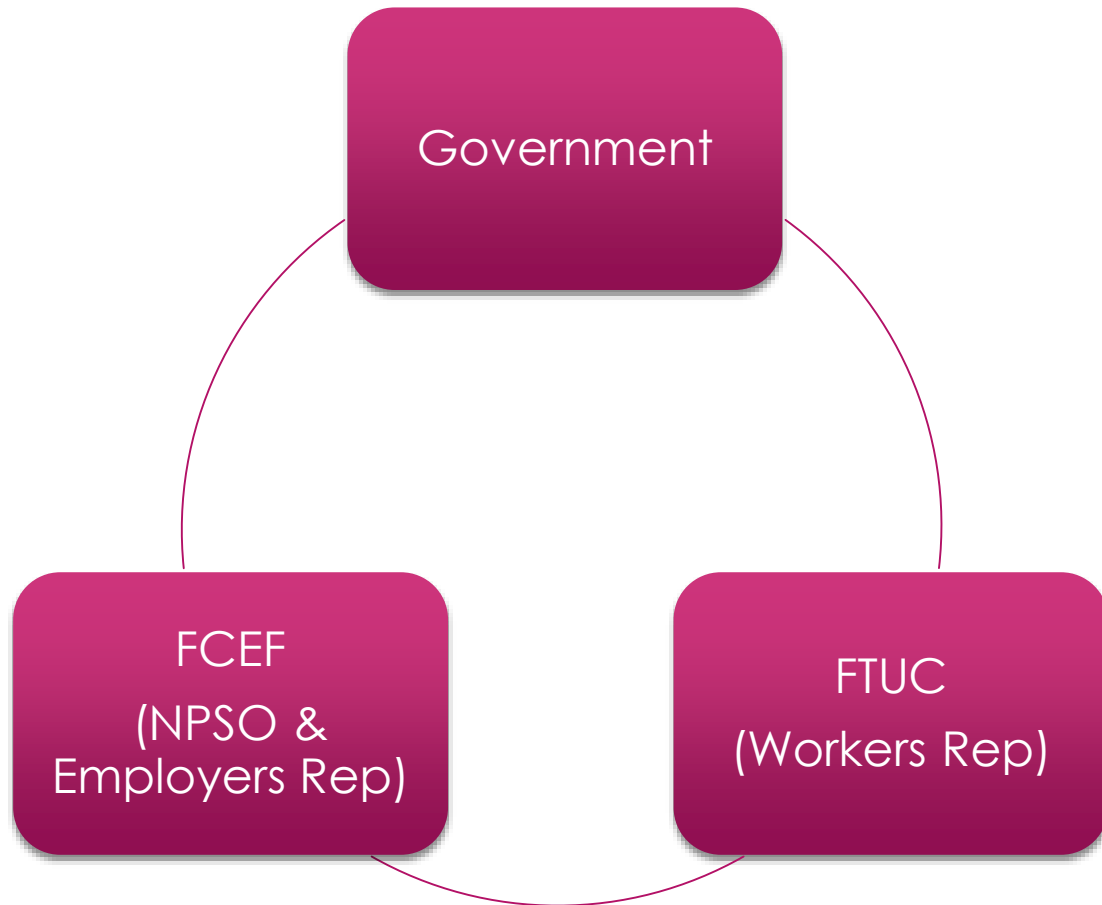 Government
FCEF
(NPSO &
Employers Rep)
FTUC
(Workers Rep)